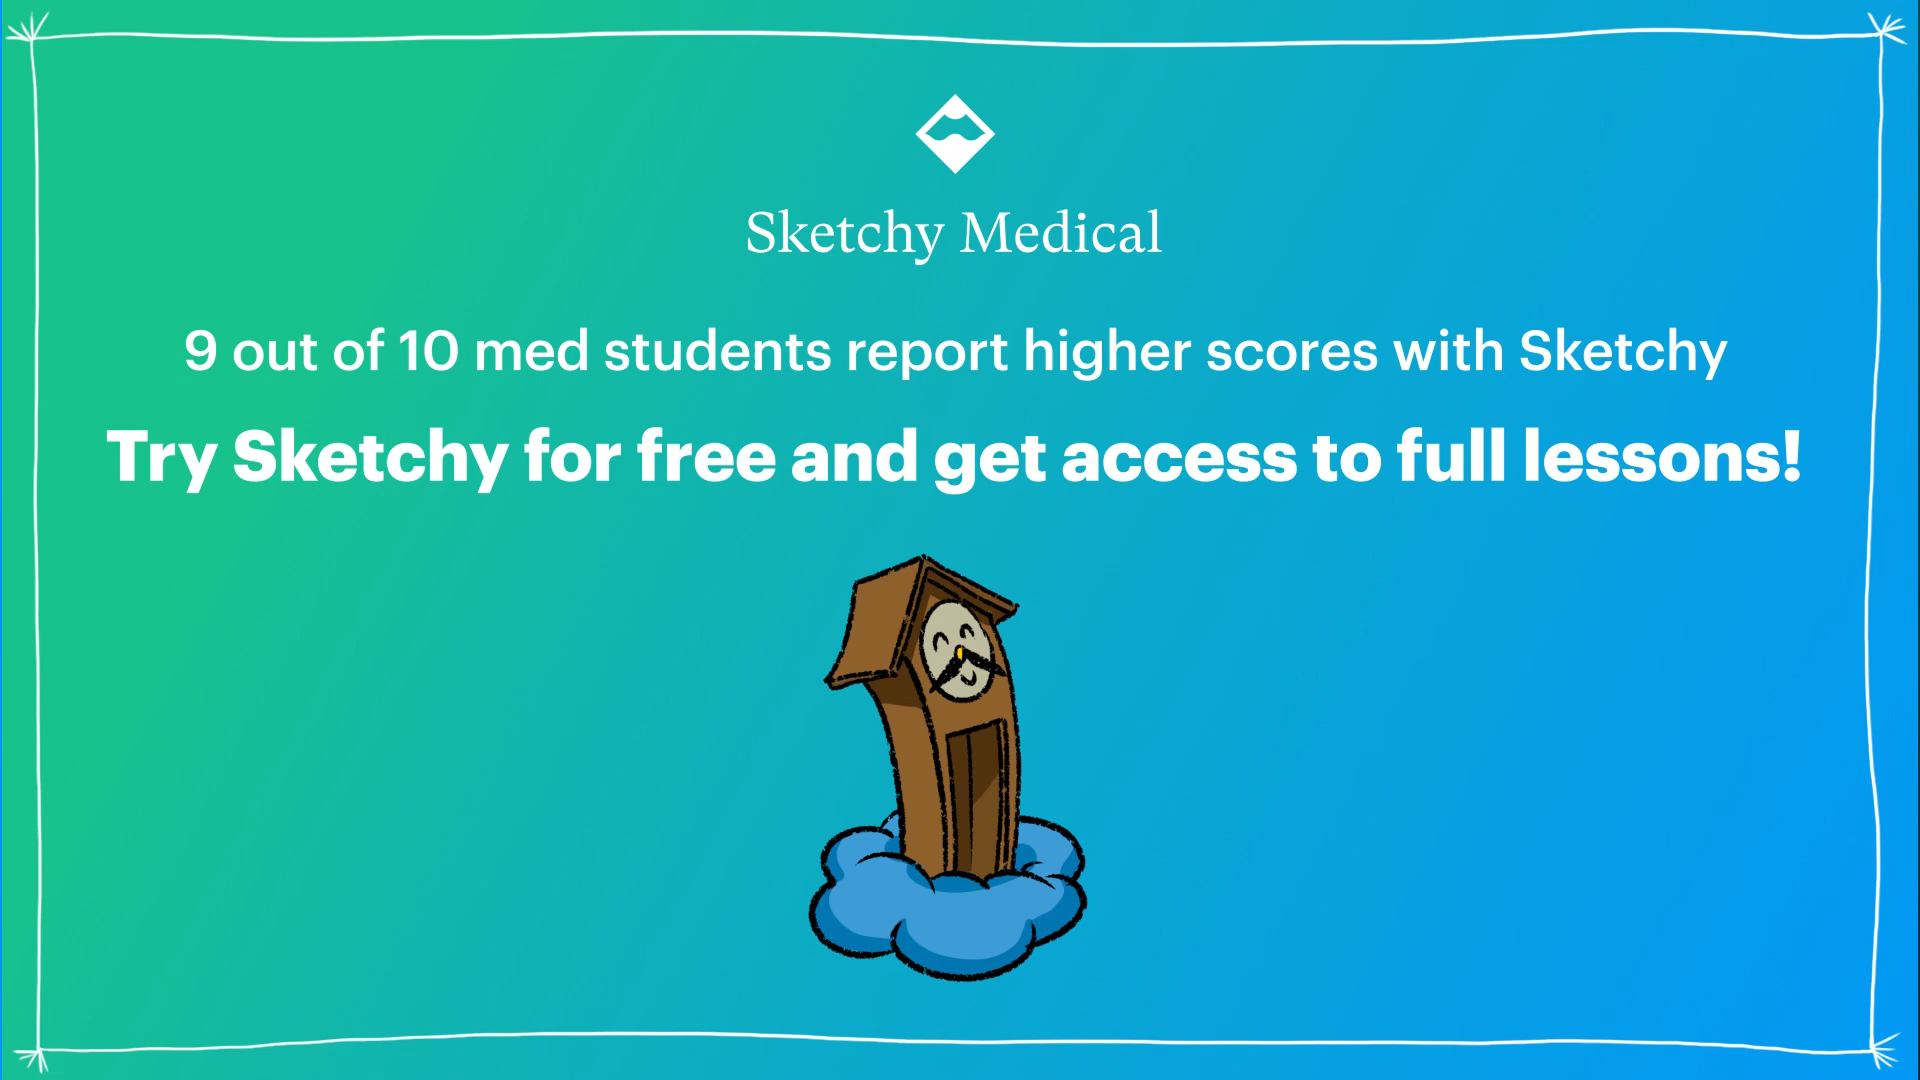 Sketchy Medical
9 out of 10 med students report higher scores with Sketchy
Try Sketchy for free and get access to full lessons!